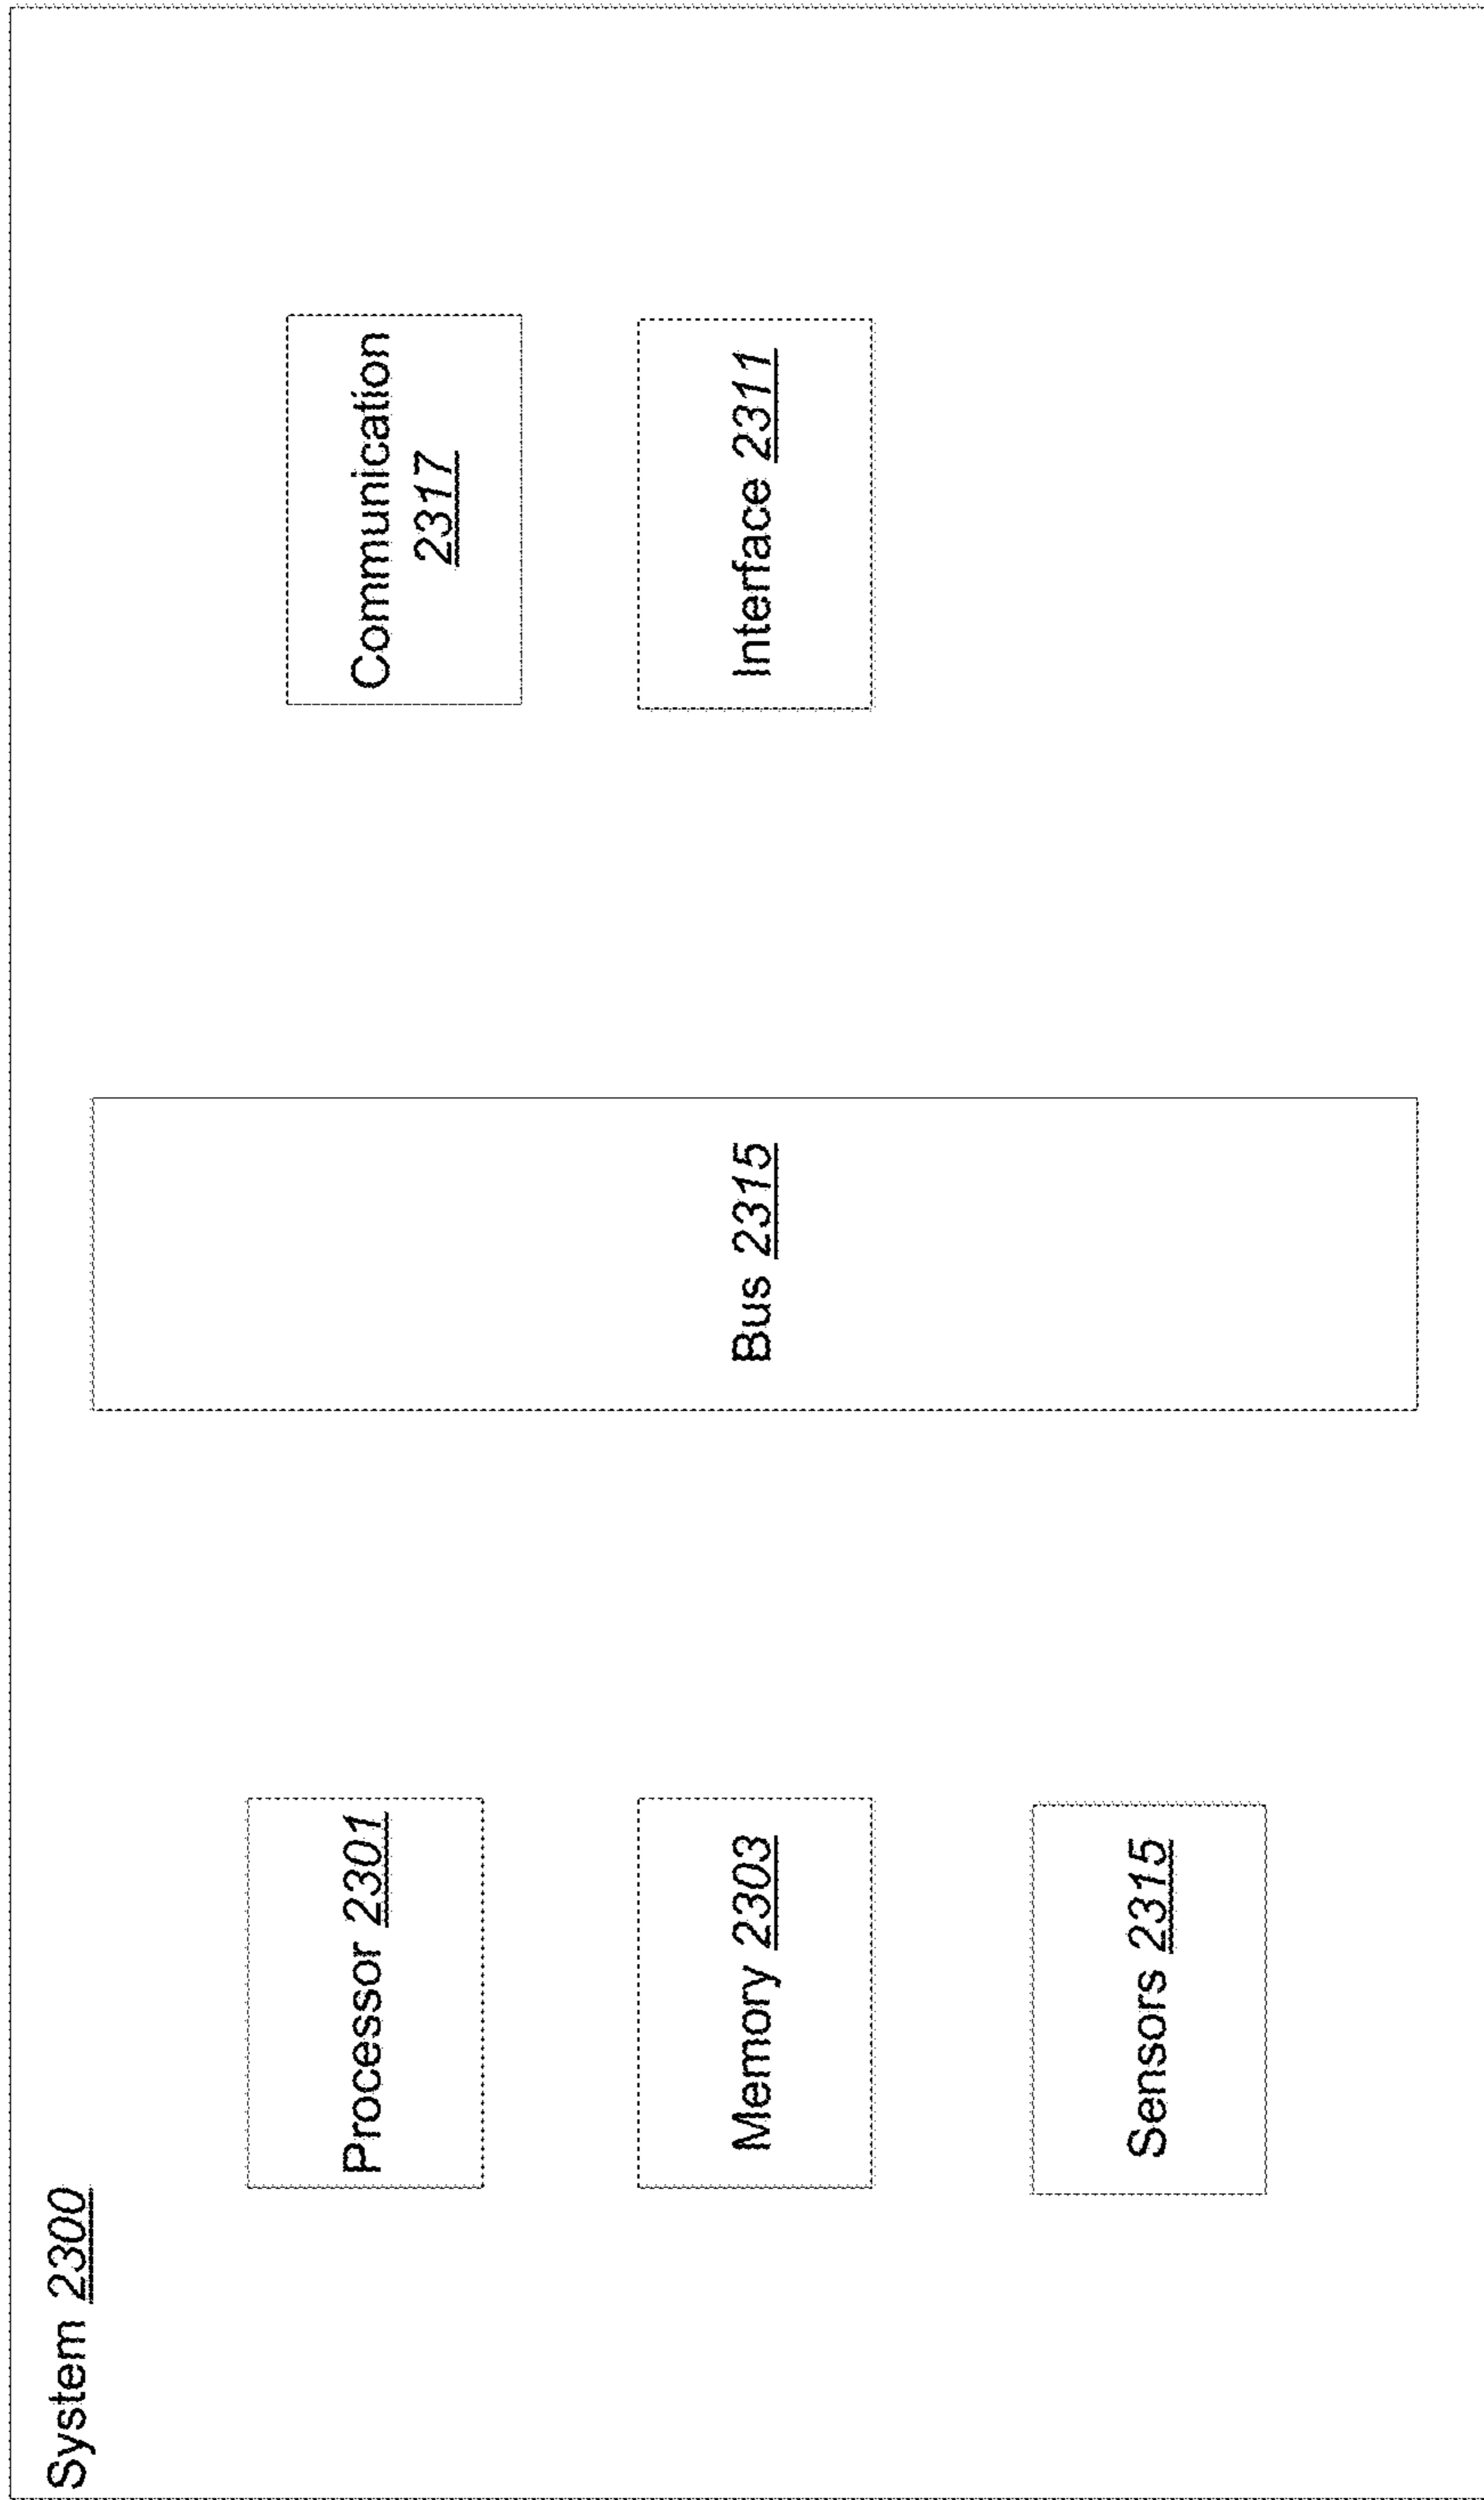 System 2300
Processor 2301
Communication
2317
Memory 2303
Bus 2315
Interface 2311
Sensors 2315